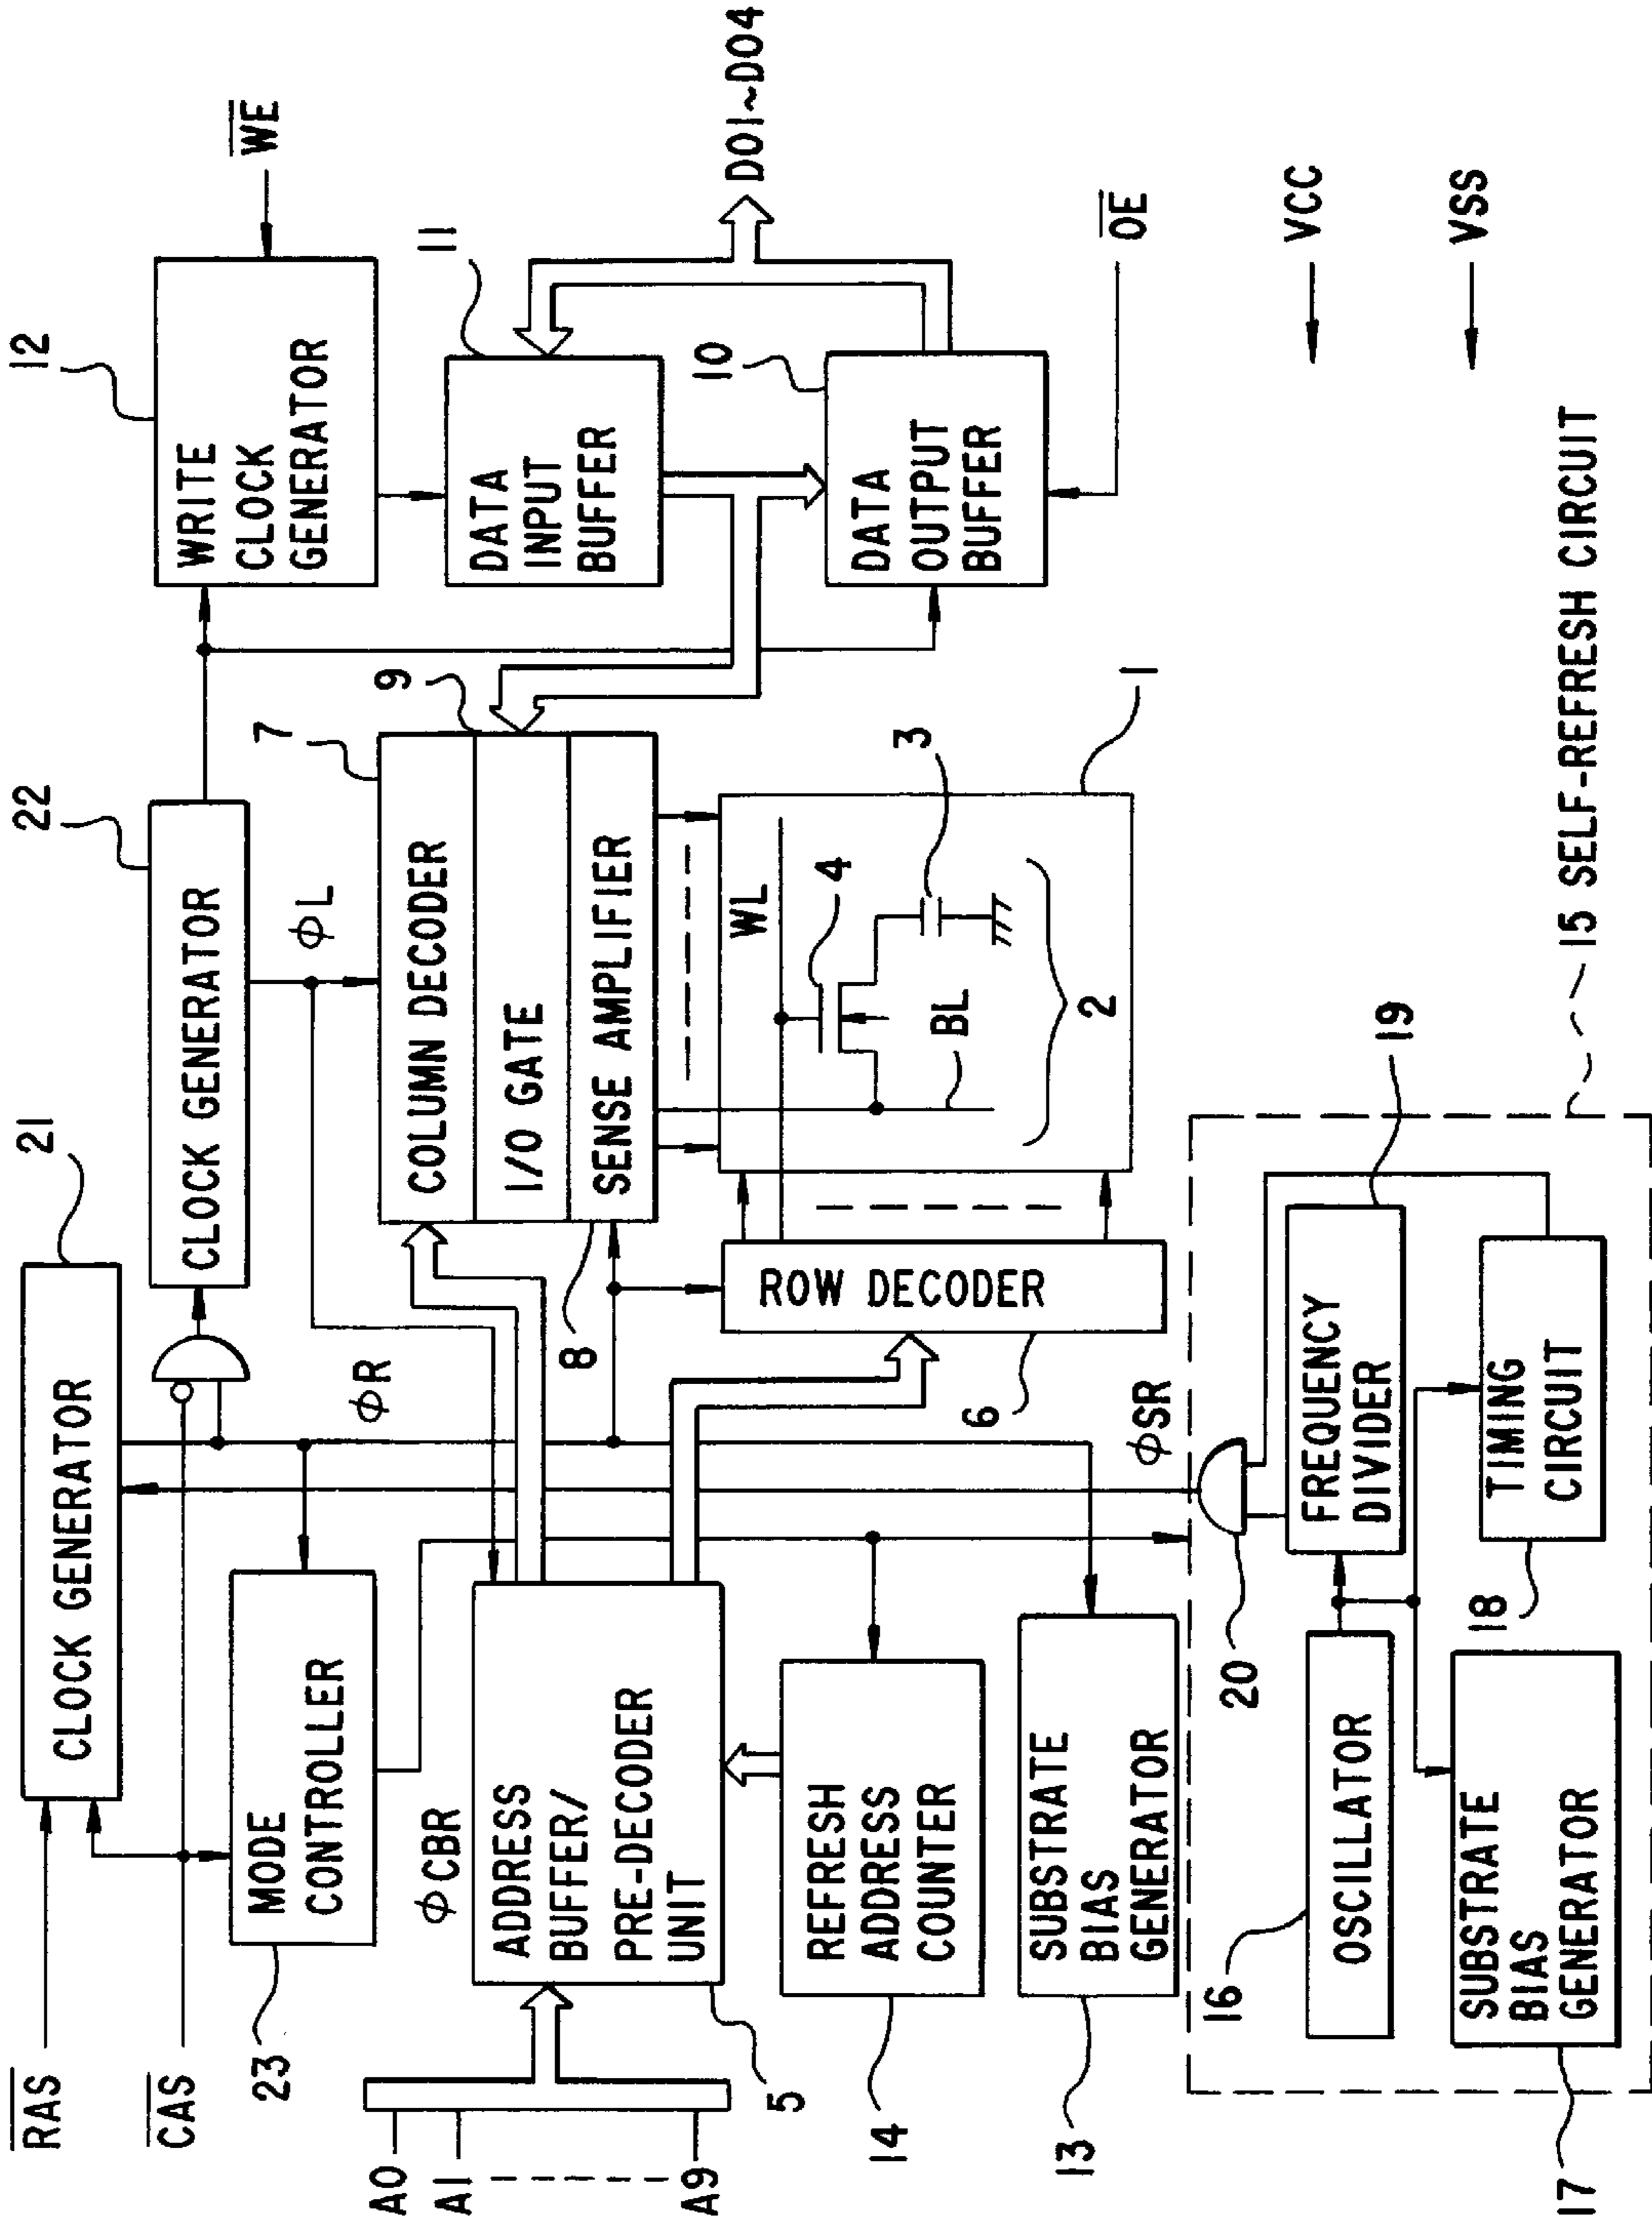 RAS
CAS
A0
A1
A9
CLOCK GENERATOR
21
CLOCK GENERATOR
22
WRITE
CLOCK
GENERATOR
12
WE
MODE
CONTROLLER
23
φCBR
φR
φL
ADDRESS
BUFFER/
PRE-DECODER
UNIT
5
COLUMN DECODER
7
I/O GATE
9
SENSE AMPLIFIER
8
DATA
INPUT
BUFFER
11
DATA
OUTPUT
BUFFER
10
DO1~DO4
OE
REFRESH
ADDRESS
COUNTER
14
ROW DECODER
6
WL
4
3
BL
2
1
SUBSTRATE
BIAS
GENERATOR
13
φSR
20
OSCILLATOR
16
FREQUENCY
DIVIDER
19
SUBSTRATE
BIAS
GENERATOR
17
TIMING
CIRCUIT
18
15 SELF-REFRESH CIRCUIT
VCC
VSS